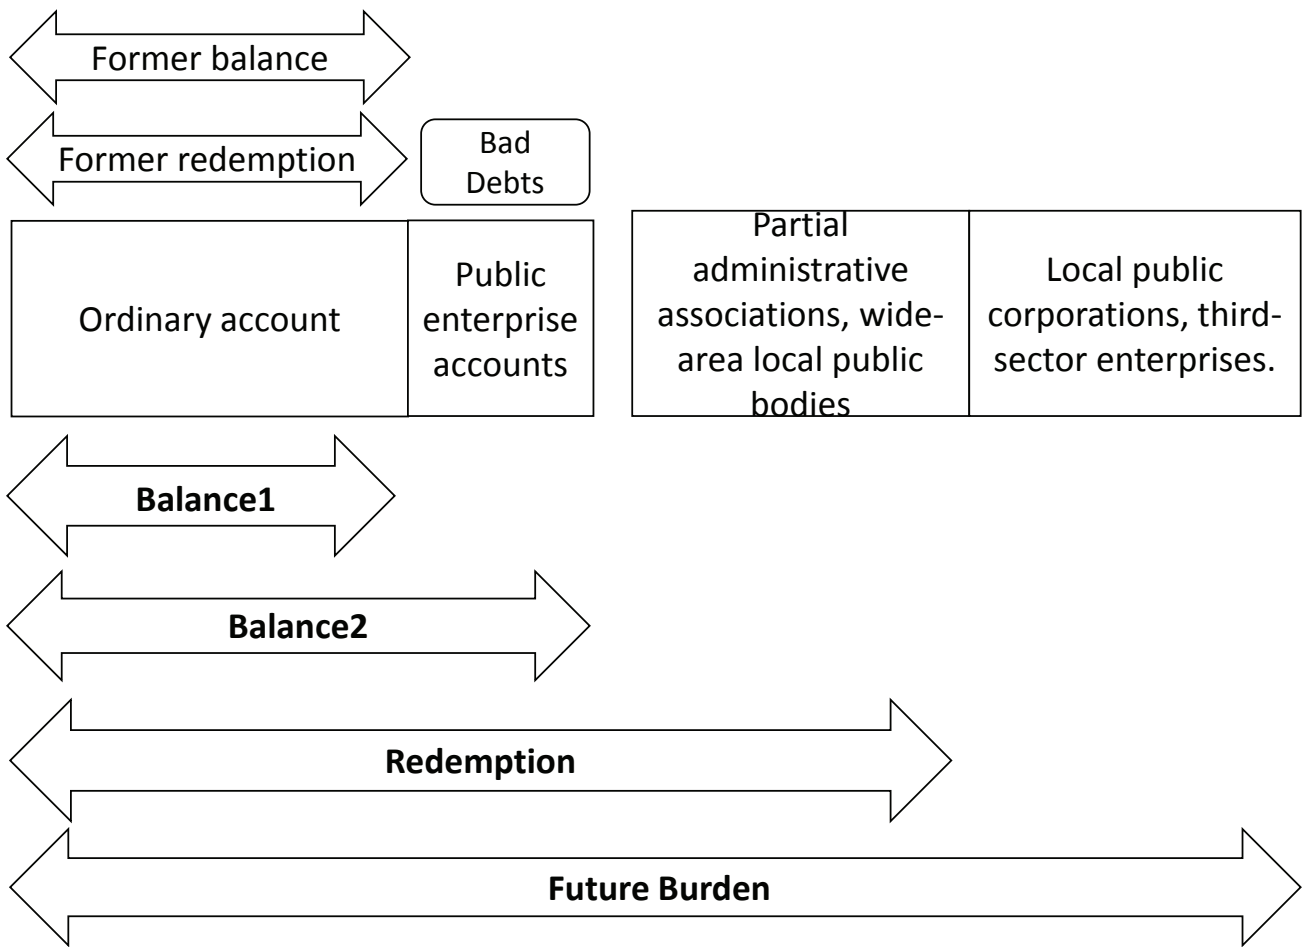 Former balance
Former redemption
Bad
Debts
Ordinary account
Public
enterprise
accounts
Partial
administrative
associations, wide-
area local public
bodies
Local public
corporations, third-
sector enterprises.
Balance1
Balance2
Redemption
Future Burden